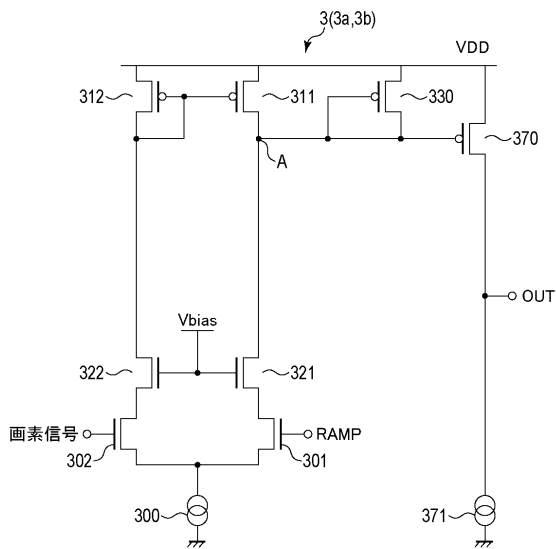 3(3a,3b)
VDD
312
311
330
370
A
OUT
Vbias
322
321
画素信号
RAMP
302
301
300
371